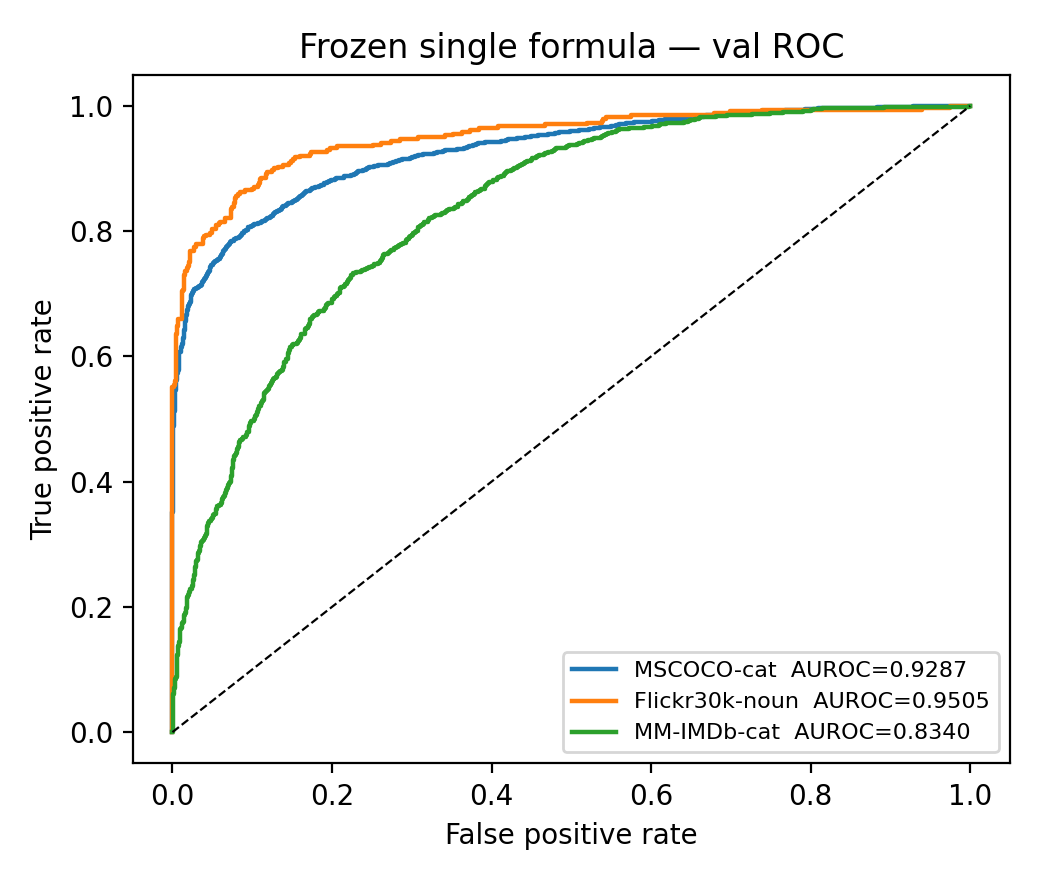 Frozen single formula — val ROC
True positive rate
1.0
0.8
0.6
0.4
0.2
0.0
MSCOCO-cat AUROC=0.9287
Flickr30k-noun AUROC=0.9505
MM-IMDb-cat AUROC=0.8340
0.0 0.2 0.4 0.6 0.8 1.0
False positive rate